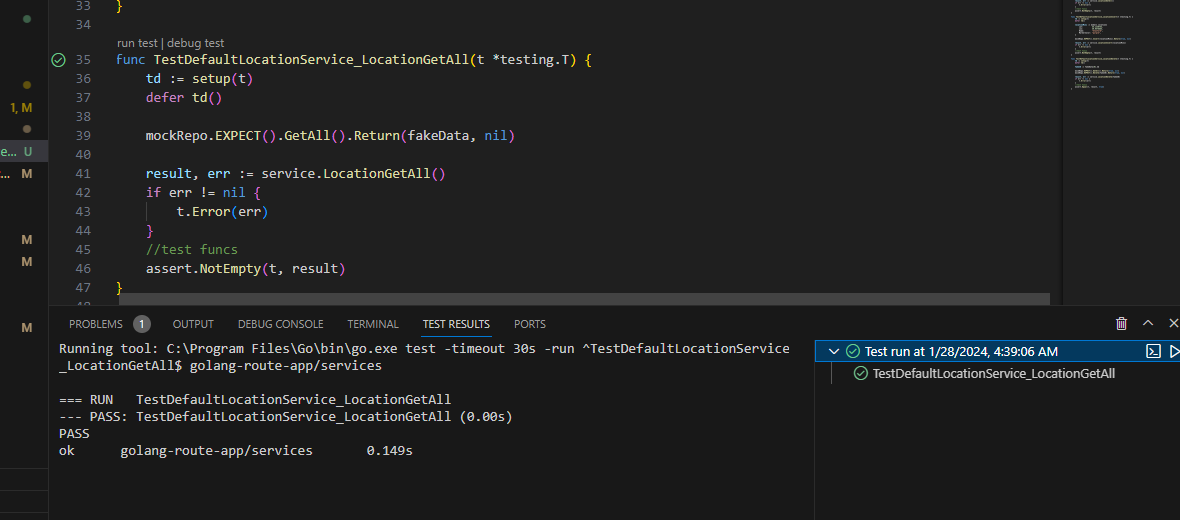 33 }
34
run test | debug test
35 func TestDefaultLocationService_LocationGetAll(t *testing.T) {
36 td := setup(t)
37 defer td()
38
1, M
39 mockRepo.EXPECT().GetAll().Return(fakeData, nil)
40
e... U
41 result, err := service.LocationGetAll()
... M
42 if err != nil {
43 t.Error(err)
44 }
M
45 //test funcs
M
46 assert.NotEmpty(t, result)
47 }
M
PROBLEMS 1 OUTPUT DEBUG CONSOLE TERMINAL TEST RESULTS PORTS
Running tool: C:\Program Files\Go\bin\go.exe test -timeout 30s -run ^TestDefaultLocationService
_LocationGetAll$ golang-route-app/services
=== RUN TestDefaultLocationService_LocationGetAll
--- PASS: TestDefaultLocationService_LocationGetAll (0.00s)
PASS
ok golang-route-app/services 0.149s
Test run at 1/28/2024, 4:39:06 AM
TestDefaultLocationService_LocationGetAll